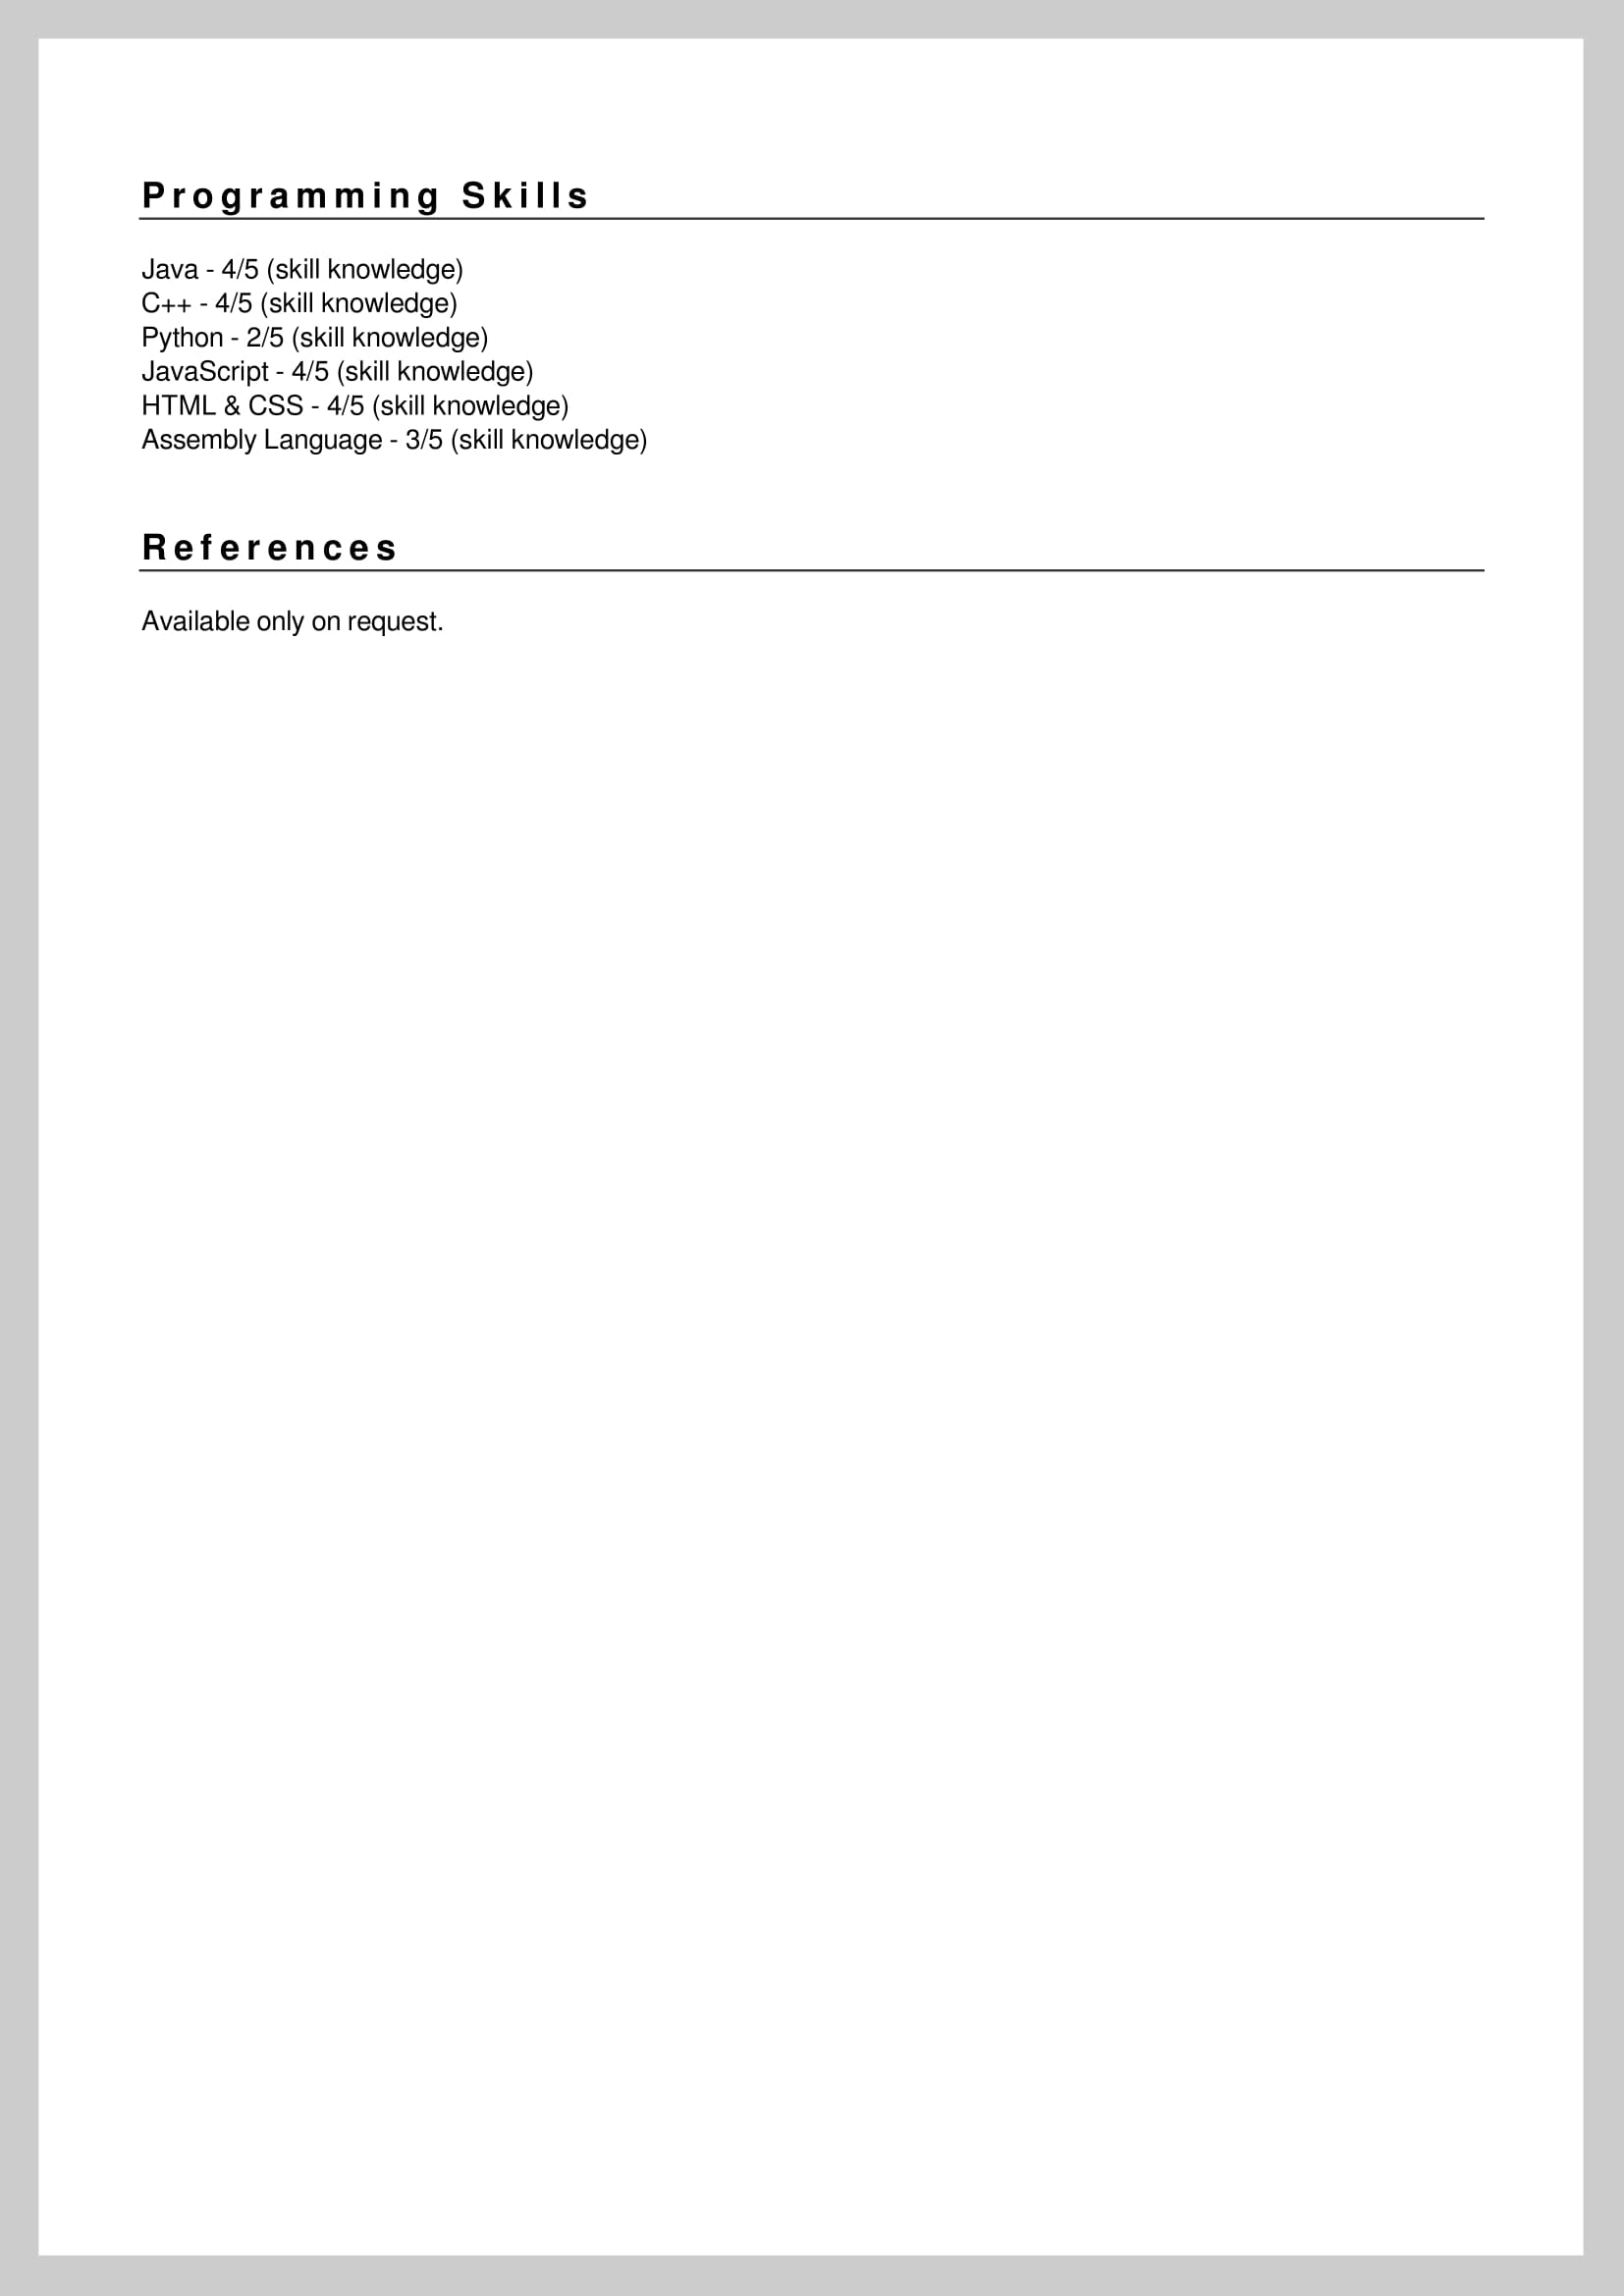 Programming Skills
Java - 4/5 (skill knowledge)
C++ - 4/5 (skill knowledge)
Python - 2/5 (skill knowledge)
JavaScript - 4/5 (skill knowledge)
HTML & CSS - 4/5 (skill knowledge)
Assembly Language - 3/5 (skill knowledge)
References
Available only on request.